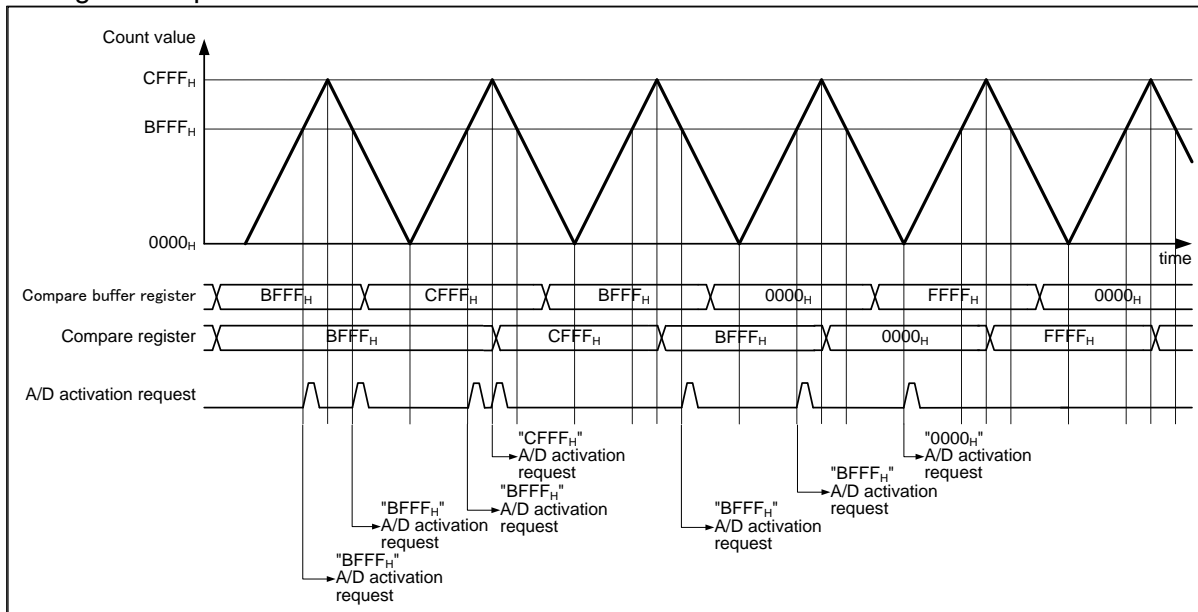 Count value
CFFFH
BFFFH
0000H
time
Compare buffer register
BFFFH CFFFH BFFFH 0000H FFFFH 0000H
Compare register
BFFFH CFFFH BFFFH 0000H FFFFH
A/D activation request
"CFFFH"
A/D activation
request
"0000H"
A/D activation
request
"BFFFH"
A/D activation
request
"BFFFH"
A/D activation
request
"BFFFH"
A/D activation
request
"BFFFH"
A/D activation
request
"BFFFH"
A/D activation
request